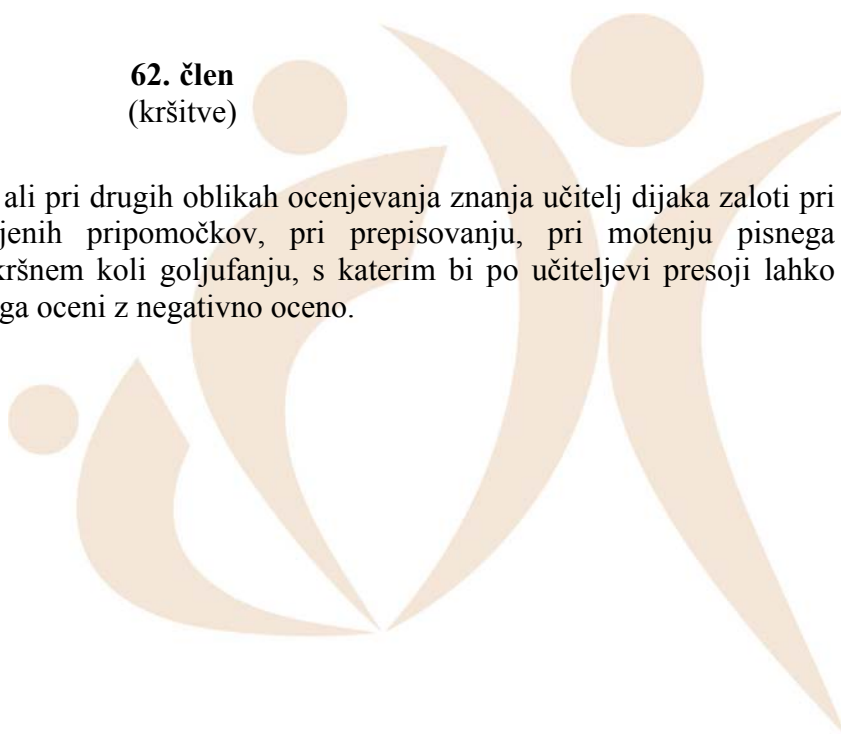 62. člen
(kršitve)
ali pri drugih oblikah ocenjevanja znanja učitelj dijaka zaloti pri
jenih pripomočkov, pri prepisovanju, pri motenju pisnega
kršnem koli goljufanju, s katerim bi po učiteljevi presoji lahko
ga oceni z negativno oceno.